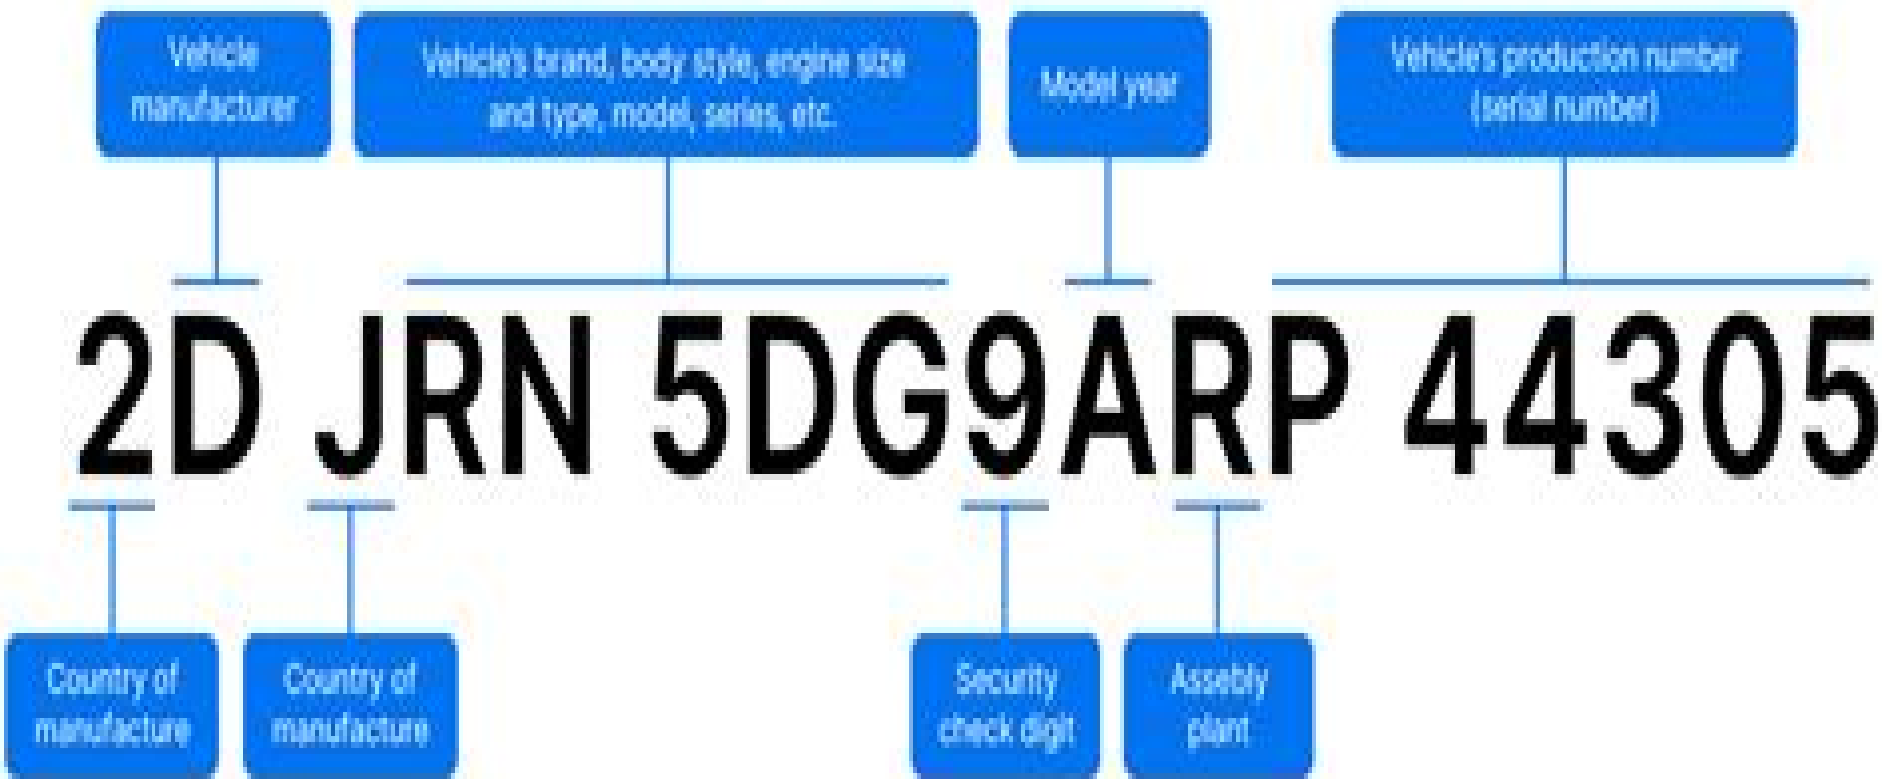 Vehicle
manufacturer
Vehicle's brand, body style, engine size
and type, model, series, etc.
Model year
Vehicle's production number
(serial number)
2D JRN 5DG9ARP 44305
Country of
manufacture
Country of
manufacture
Security
check digit
Assebly
plant